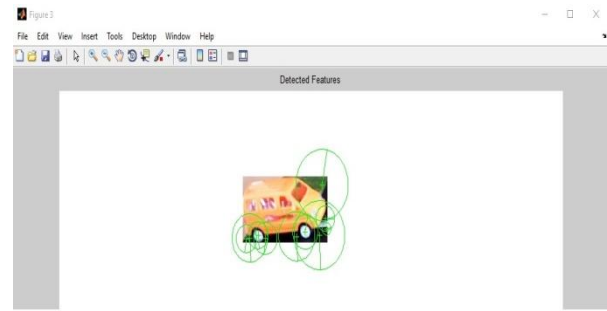 Figure 3
File Edit View Insert Tools Desktop Window Help
Detected Features